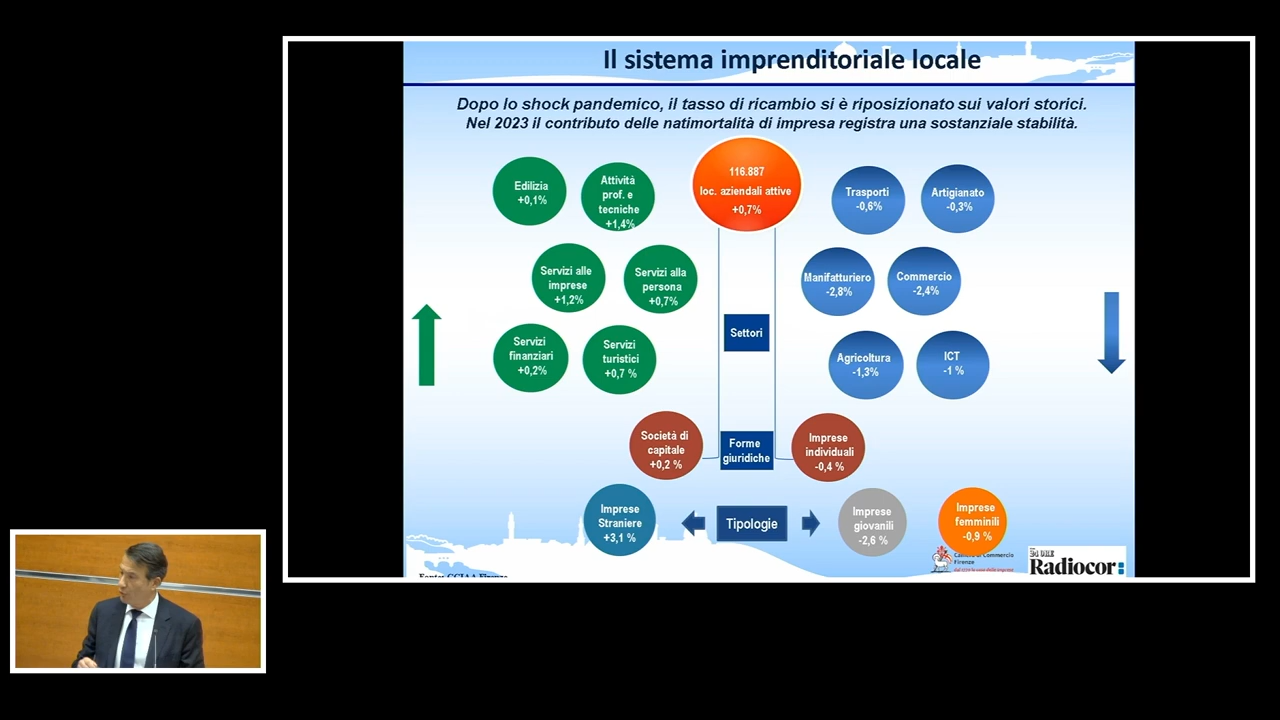 Il sistema imprenditoriale locale
Dopo lo shock pandemico, il tasso di ricambio si è riposizionato sui valori storici.
Nel 2023 il contributo delle natimortalità di impresa registra una sostanziale stabilità.
116.887
loc. aziendali attive
+0,7%
Edilizia
+0,1%
Attività
prof. e
tecniche
+1,4%
Trasporti
-0,6%
Artigianato
-0,3%
Servizi alle
imprese
+1,2%
Servizi alla
persona
+0,7%
Manifatturiero
-2,8%
Commercio
-2,4%
Settori
Servizi
finanziari
+0,2%
Servizi
turistici
+0,7 %
Agricoltura
-1,3%
ICT
-1 %
Società di
capitale
+0,2 %
Forme
giuridiche
Imprese
individuali
-0,4 %
Imprese
Straniere
+3,1 %
Tipologie
Imprese
giovanili
-2,6 %
Imprese
femminili
-0,9 %
Fonte: CCIAA Firenze
Camera di Commercio
Firenze
24 ORE
Radiocor